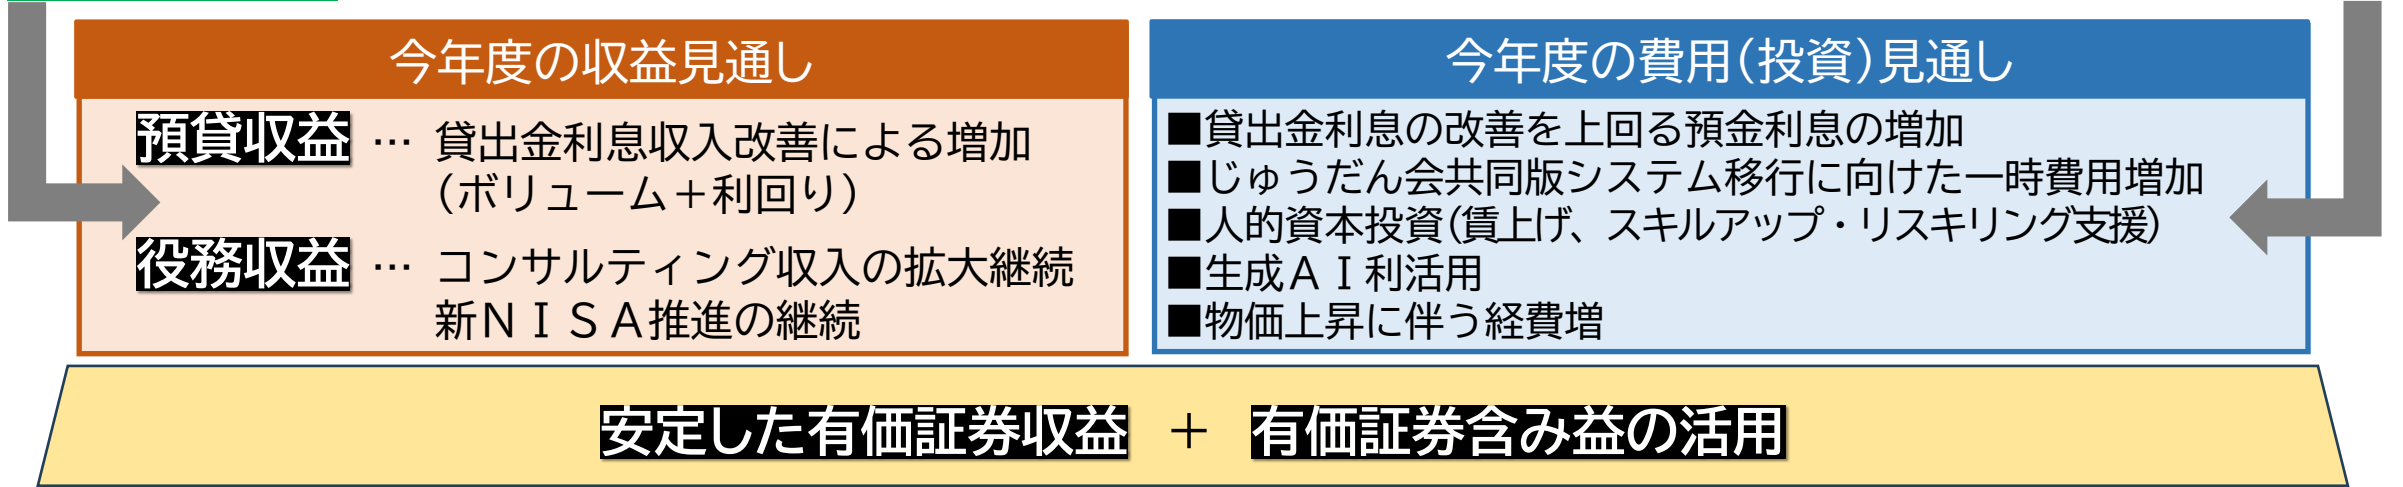 今年度の収益見通し
預貸収益 … 貸出金利息収入改善による増加
(ボリューム＋利回り)
役務収益 … コンサルティング収入の拡大継続
新ＮＩＳＡ推進の継続
今年度の費用(投資)見通し
■貸出金利息の改善を上回る預金利息の増加
■じゅうだん会共同版システム移行に向けた一時費用増加
■人的資本投資(賃上げ、スキルアップ・リスキリング支援)
■生成ＡＩ利活用
■物価上昇に伴う経費増
安定した有価証券収益 ＋ 有価証券含み益の活用